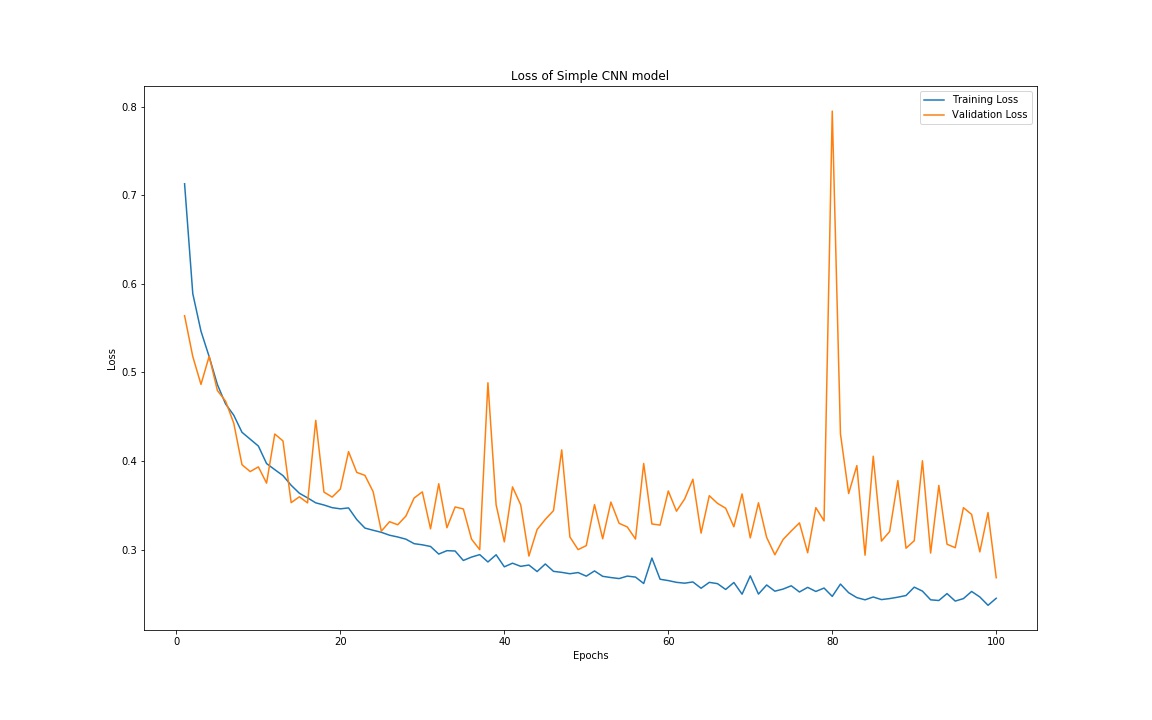 Loss of Simple CNN model
Training Loss
Validation Loss
0.8
0.7
0.6
0.5
0.4
0.3
Loss
0 20 40 60 80 100
Epochs